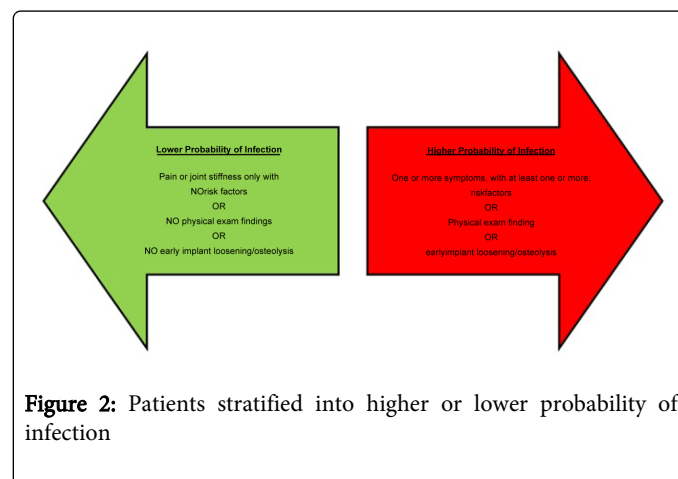 Lower Probability of Infection
Pain or joint stiffness only with
NOrisk factors
OR
NO physical exam findings
OR
NO early implant loosening/osteolysis
Higher Probability of Infection
One or more symptoms, with at least one or more:
riskfactors
OR
Physical exam finding
OR
earlyimplant loosening/osteolysis
Figure 2: Patients stratified into higher or lower probability of
infection